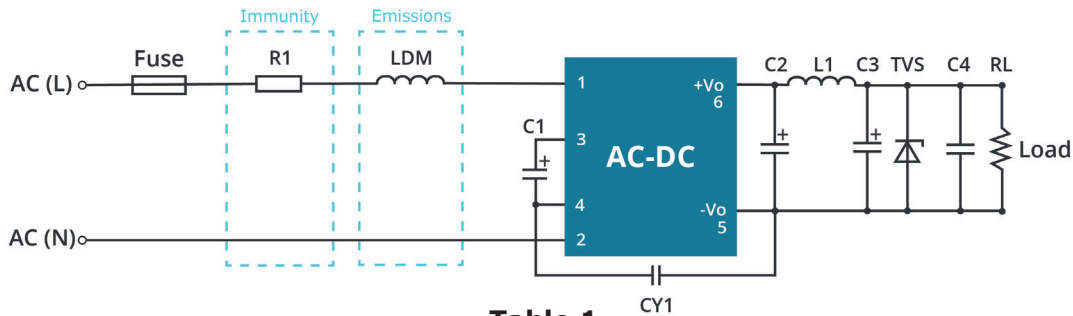 Immunity
Emissions
Fuse
R1
LDM
C2
L1
C3
TVS
C4
RL
AC (L)
1
+Vo
6
C1
3
AC-DC
Load
4
-Vo
5
AC (N)
2
CY1
Table 1